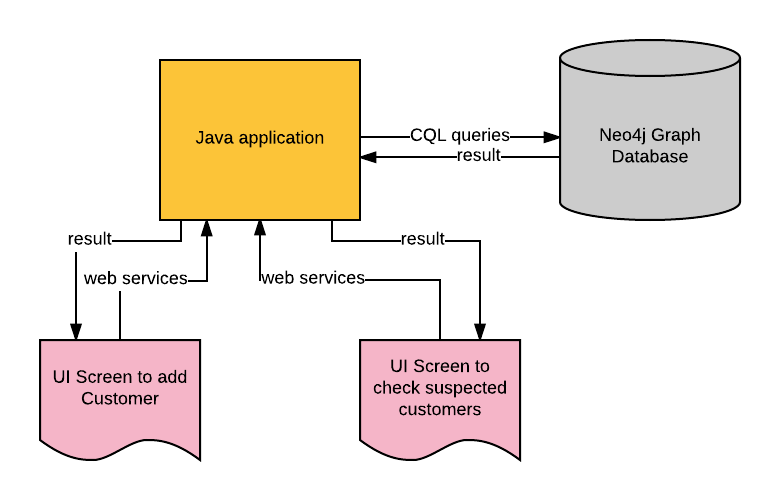 Java application
CQL queries
result
Neo4j Graph
Database
result
web services
result
web services
UI Screen to add
Customer
UI Screen to
check suspected
customers